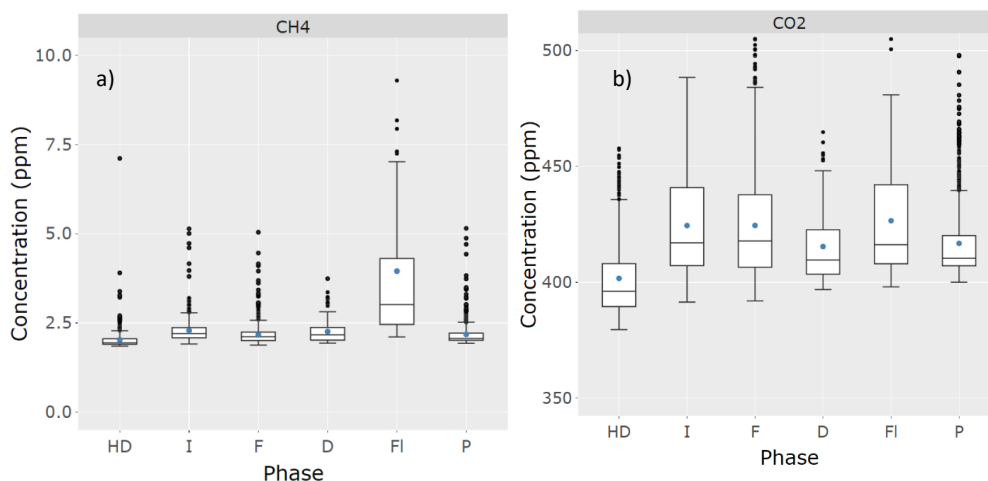 CH4
a)
Concentration (ppm)
10.0
7.5
5.0
2.5
0.0
HD I F D Fl P
Phase
CO2
b)
Concentration (ppm)
500
450
400
350
HD I F D Fl P
Phase